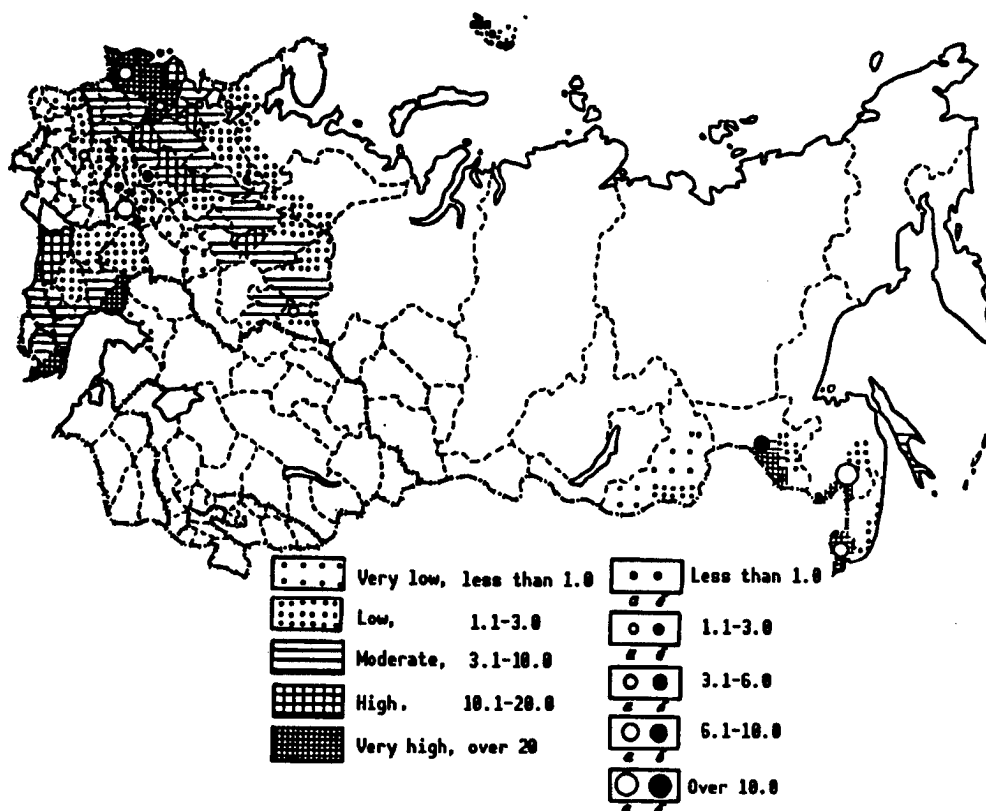 Very low, less than 1.0
Low, 1.1-3.0
Moderate, 3.1-10.0
High, 10.1-20.0
Very high, over 20
Less than 1.0
a б
1.1-3.0
a б
3.1-6.0
a б
6.1-10.0
a б
Over 10.0